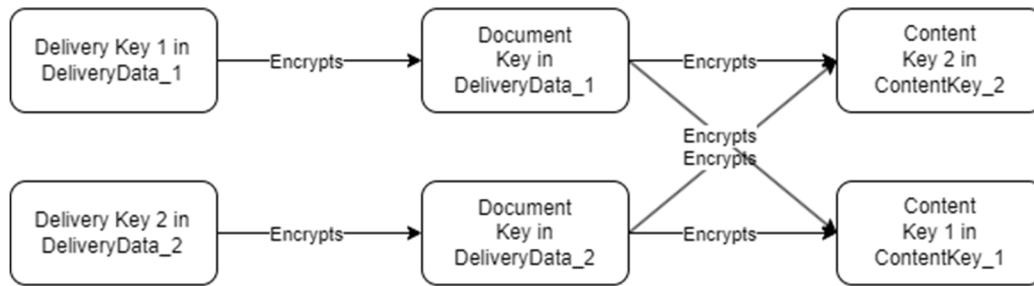 Delivery Key 1 in
DeliveryData_1
Encrypts
Document
Key in
DeliveryData_1
Encrypts
Content
Key 2 in
ContentKey_2
Encrypts
Encrypts
Delivery Key 2 in
DeliveryData_2
Encrypts
Document
Key in
DeliveryData_2
Encrypts
Content
Key 1 in
ContentKey_1